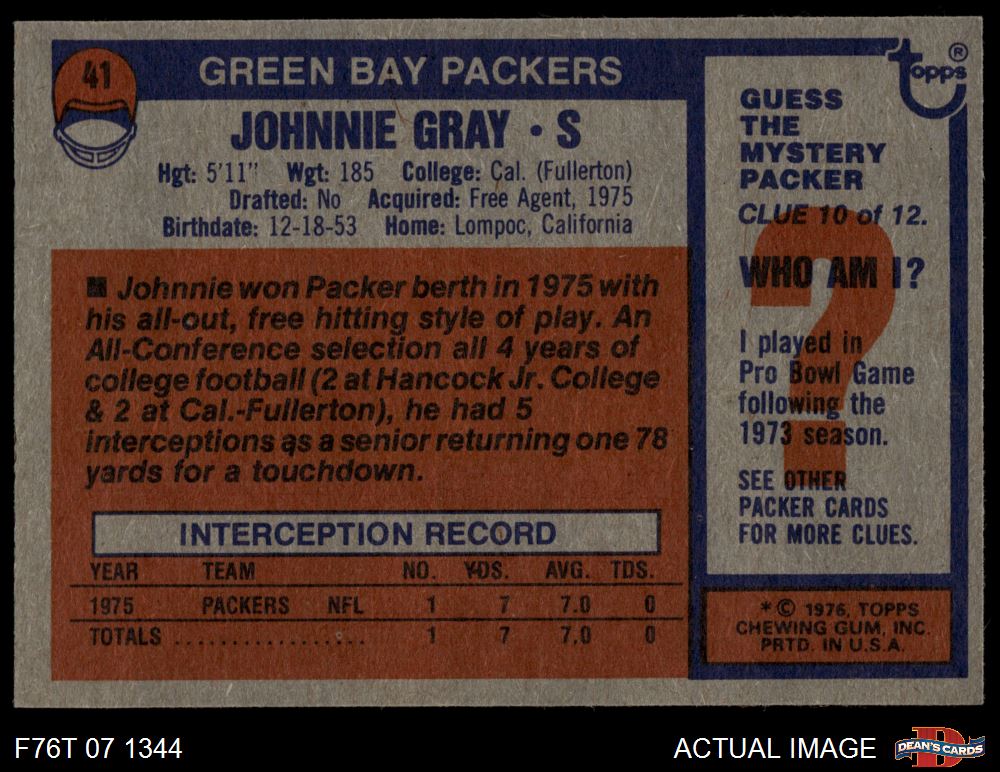 41
GREEN BAY PACKERS
JOHNNIE GRAY · S
Hgt: 5'11" Wgt: 185 College: Cal. (Fullerton)
Drafted: No Acquired: Free Agent, 1975
Birthdate: 12-18-53 Home: Lompoc, California
■ Johnnie won Packer berth in 1975 with
his all-out, free hitting style of play. An
All-Conference selection all 4 years of
college football (2 at Hancock Jr. College
& 2 at Cal.-Fullerton), he had 5
interceptions as a senior returning one 78
yards for a touchdown.
INTERCEPTION RECORD
YEAR TEAM NO. YDS. AVG. TDS.
1975 PACKERS NFL 1 7 7.0 0
TOTALS .................. 1 7 7.0 0
Topps ®
GUESS
THE
MYSTERY
PACKER
CLUE 10 of 12.
WHO AM I?
?
I played in
Pro Bowl Game
following the
1973 season.
SEE OTHER
PACKER CARDS
FOR MORE CLUES.
* © 1976, TOPPS
CHEWING GUM, INC.
PRTD. IN U.S.A.
F76T 07 1344
ACTUAL IMAGE
D
DEAN'S CARDS